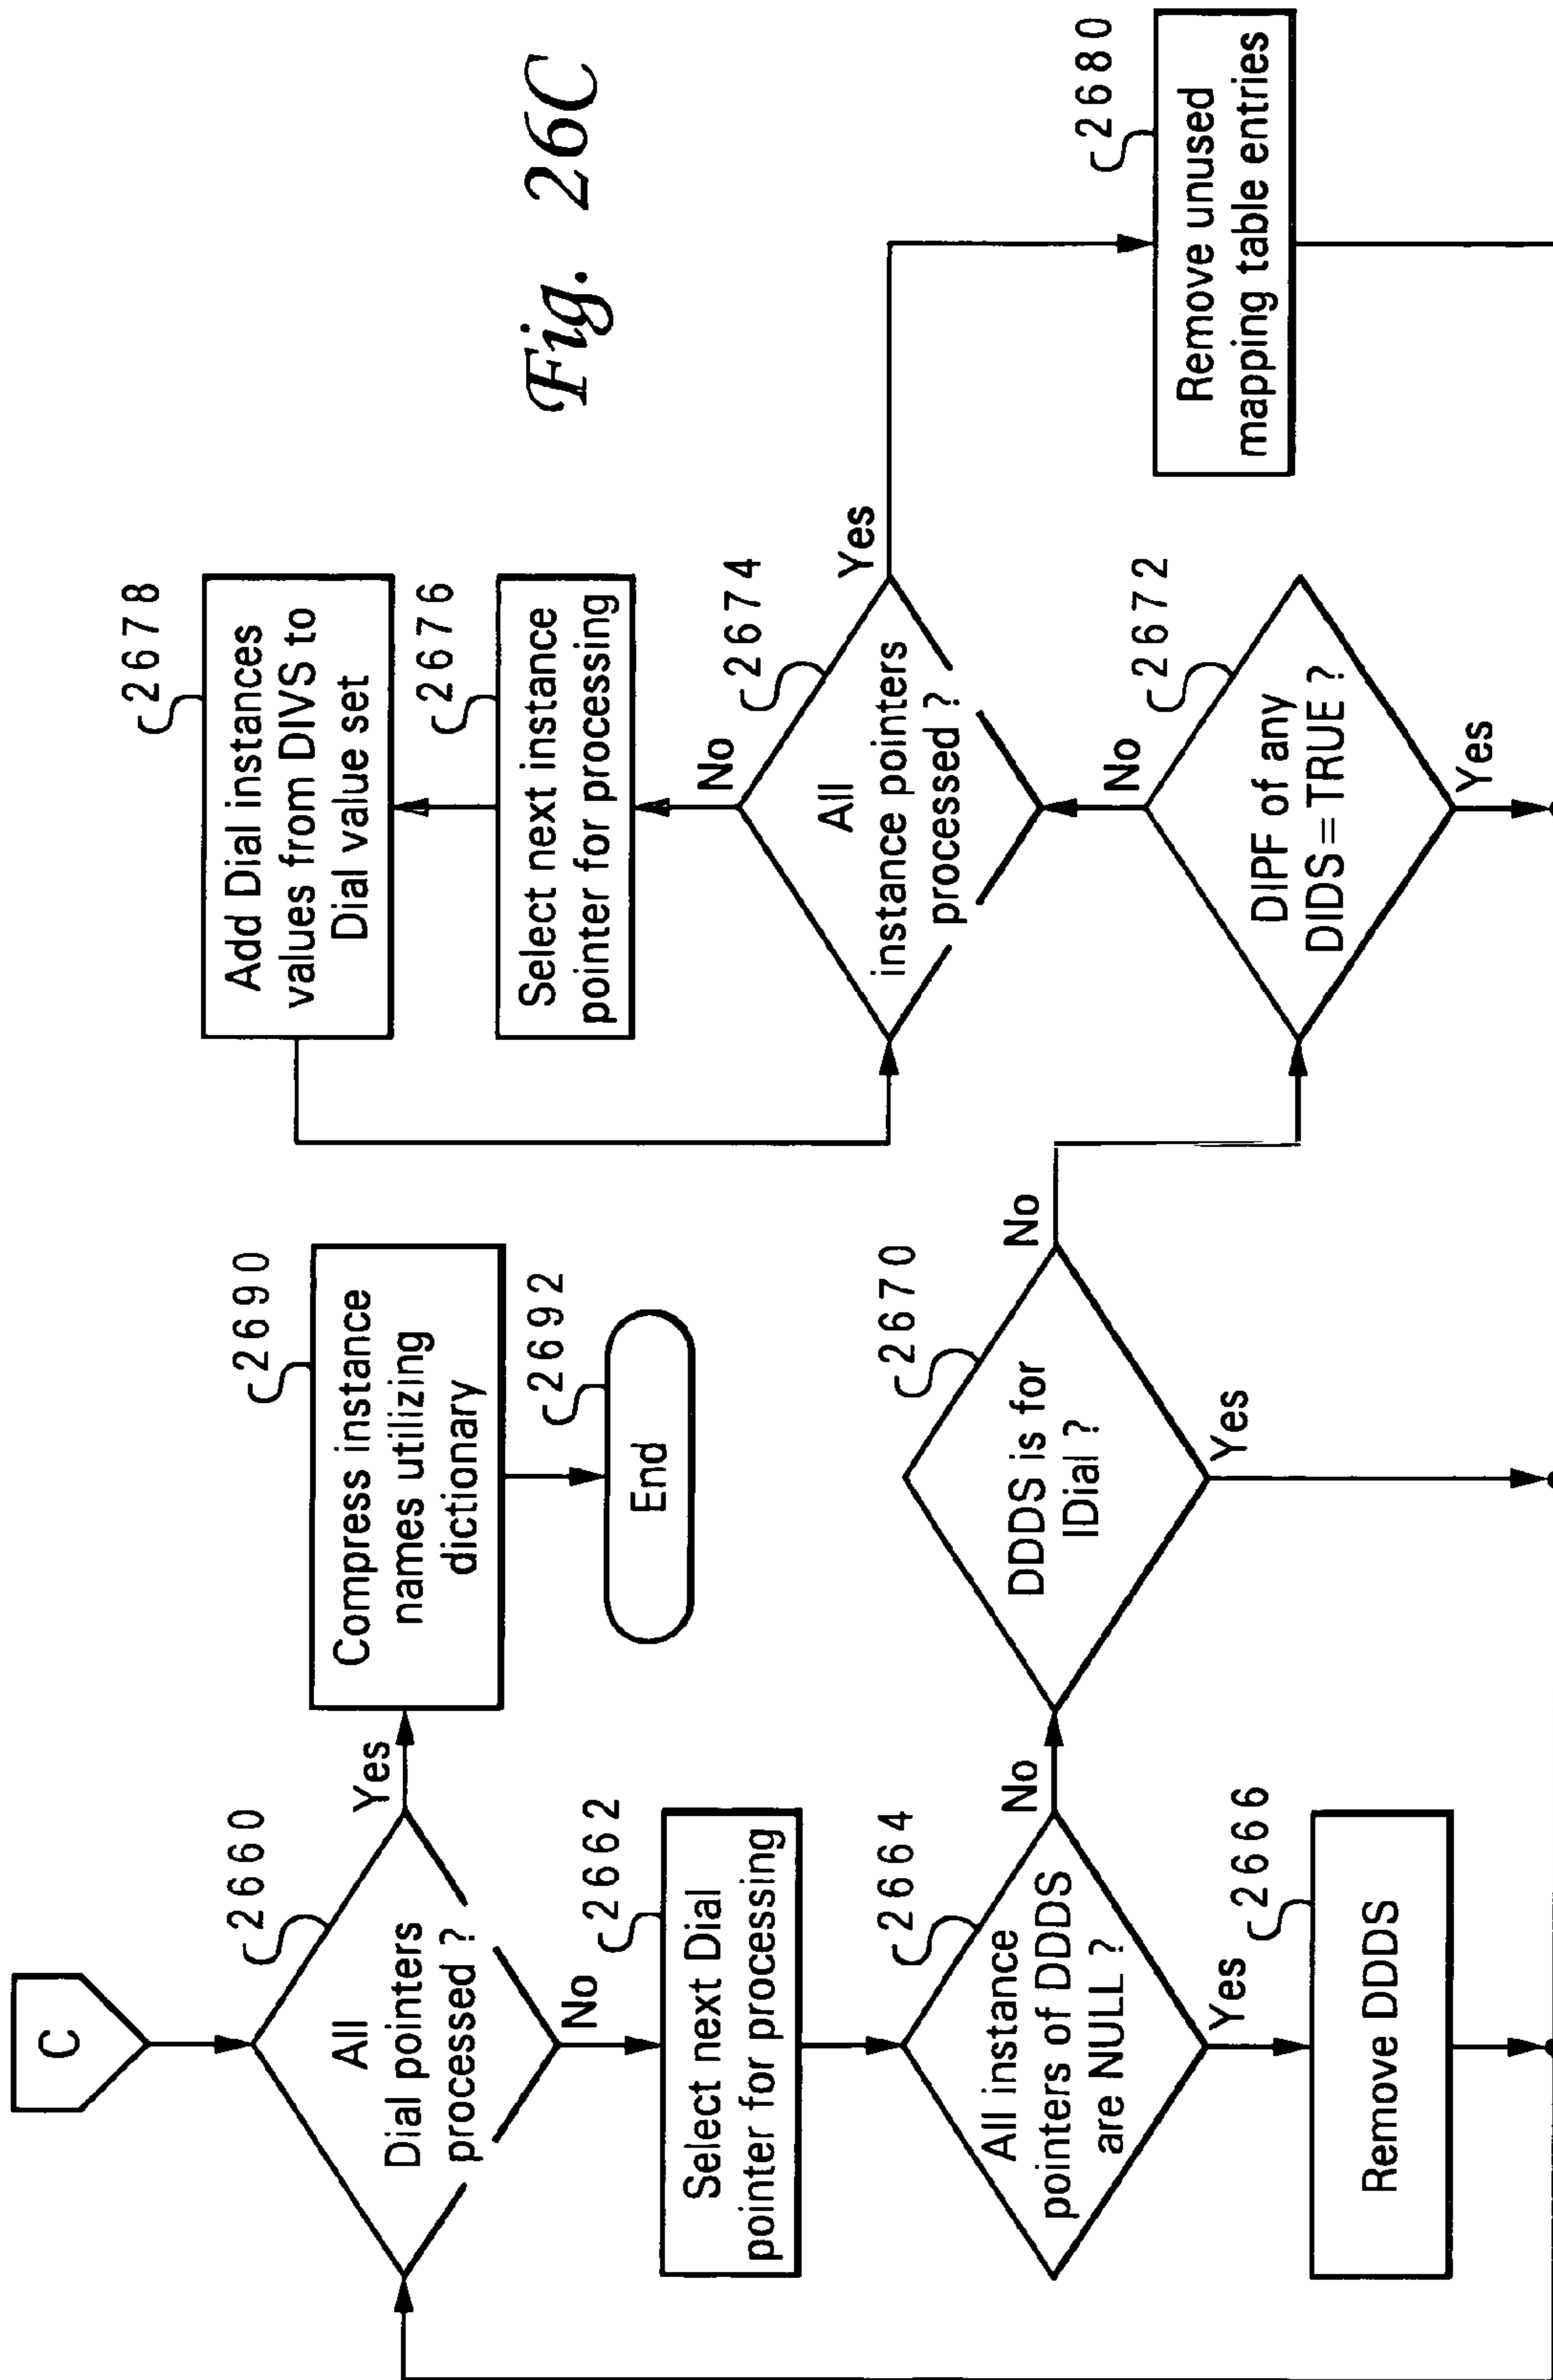 C
2660
All
Dial pointers
processed ?
Yes
No
2690
Compress instance
names utilizing
dictionary
2692
End
2662
Select next Dial
pointer for processing
2664
All instance
pointers of DDDS
are NULL ?
No
Yes
2666
Remove DDDS
2670
DDDS is for
IDial ?
No
Yes
2678
Add Dial instances
values from DIVS to
Dial value set
2676
Select next instance
pointer for processing
No
2674
All
instance pointers
processed ?
Yes
No
2672
DIPF of any
DIDS = TRUE ?
Yes
2680
Remove unused
mapping table entries
Fig. 26C